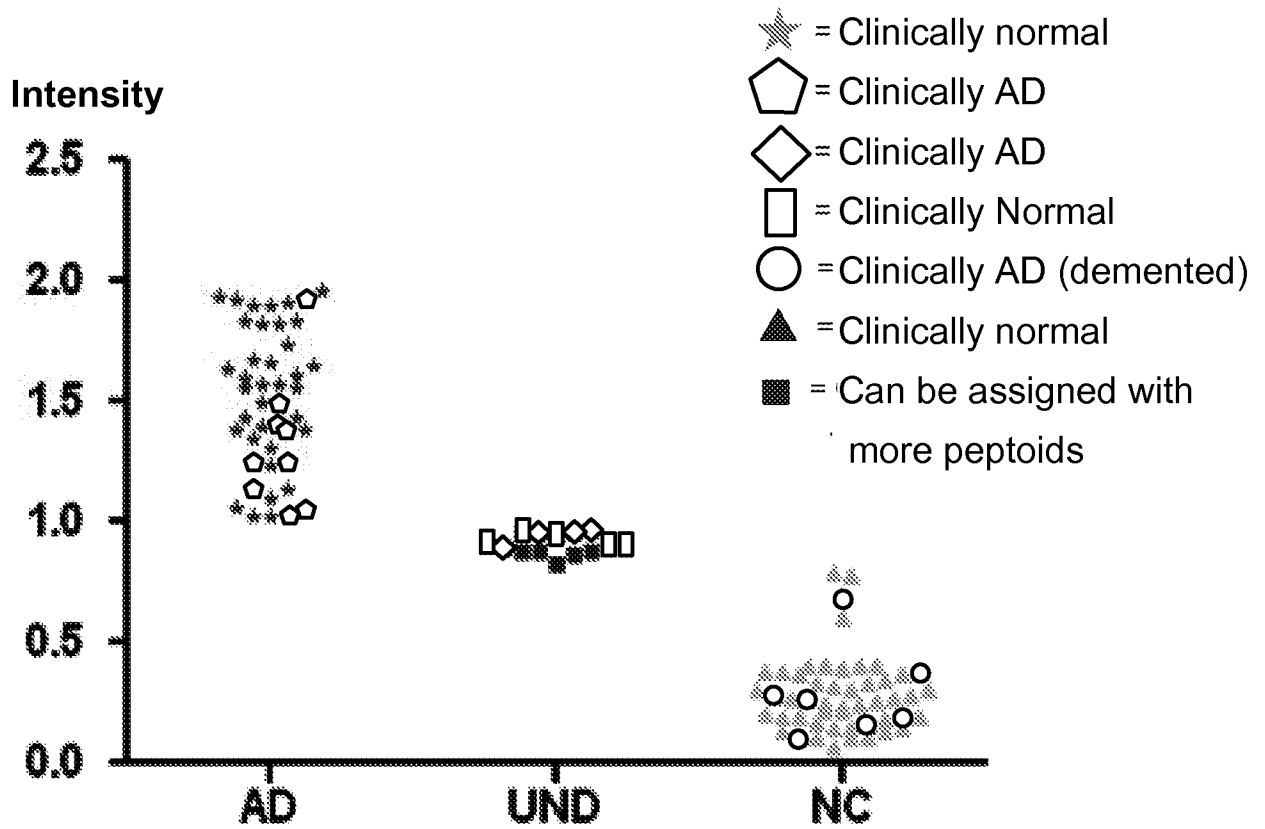 = Clinically normal
= Clinically AD
= Clinically AD
= Clinically Normal
= Clinically AD (demented)
= Clinically normal
= Can be assigned with
more peptoids
Intensity
2.5
2.0
1.5
1.0
0.5
0.0
AD UND NC